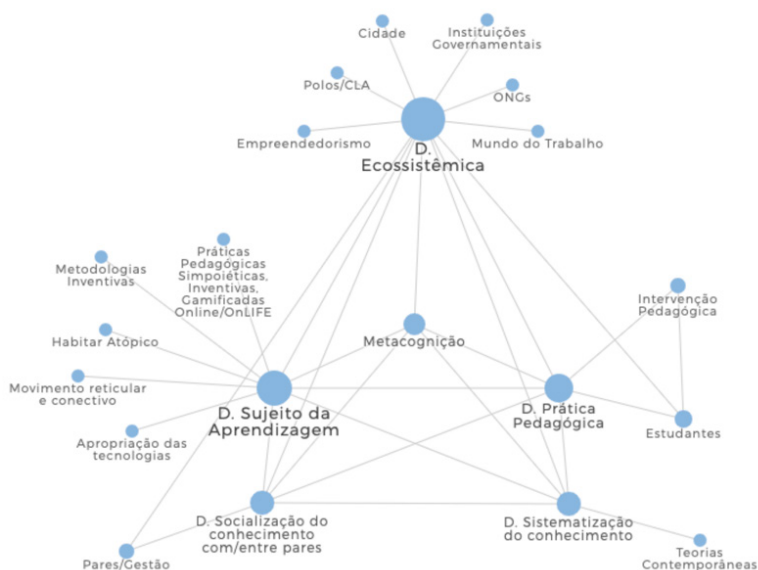 Cidade
Instituições
Governamentais
Polos/CLA
ONGs
Empreendedorismo
Mundo do Trabalho
D.
Ecossistêmica
Práticas
Pedagógicas
Simpoiéticas,
Inventivas,
Gamificadas
Online/OnLIFE
Metodologias
Inventivas
Intervenção
Pedagógica
Habitar Atópico
Metacognição
Movimento reticular
e conectivo
D. Sujeito da
Aprendizagem
D. Prática
Pedagógica
Apropriação das
tecnologias
Estudantes
D. Socialização do
conhecimento
com/entre pares
D. Sistematização
do conhecimento
Pares/Gestão
Teorias
Contemporâneas